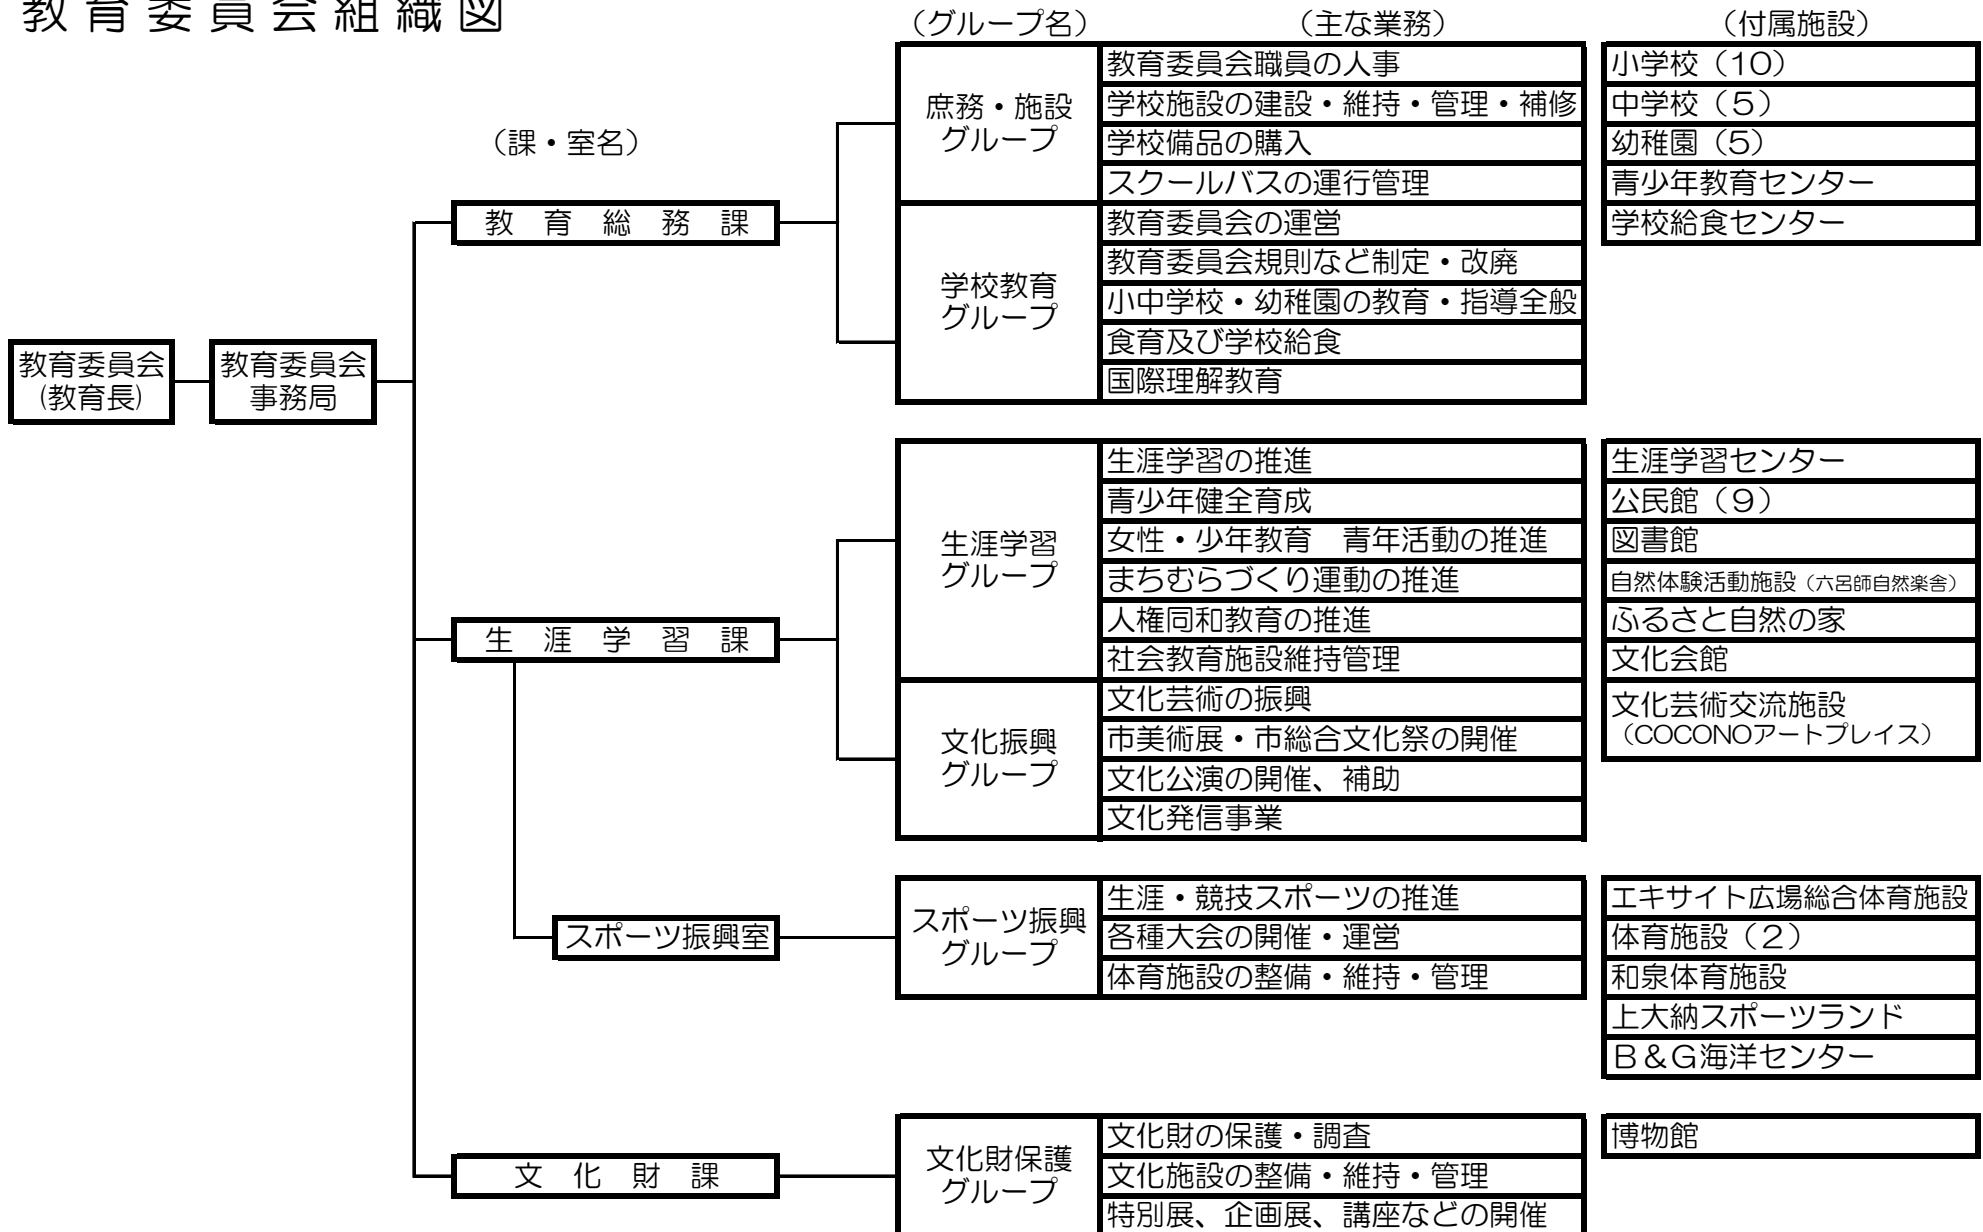 教育委員会組織図
（グループ名）
（主な業務）
（付属施設）
（課・室名）
教育委員会
(教育長)
教育委員会
事務局
教育総務課
庶務・施設
グループ
教育委員会職員の人事
学校施設の建設・維持・管理・補修
学校備品の購入
スクールバスの運行管理
学校教育
グループ
教育委員会の運営
教育委員会規則など制定・改廃
小中学校・幼稚園の教育・指導全般
食育及び学校給食
国際理解教育
小学校（10）
中学校（5）
幼稚園（5）
青少年教育センター
学校給食センター
生涯学習課
生涯学習
グループ
生涯学習の推進
青少年健全育成
女性・少年教育　青年活動の推進
まちむらづくり運動の推進
人権同和教育の推進
社会教育施設維持管理
文化振興
グループ
文化芸術の振興
市美術展・市総合文化祭の開催
文化公演の開催、補助
文化発信事業
生涯学習センター
公民館（9）
図書館
自然体験活動施設（六呂師自然楽舎）
ふるさと自然の家
文化会館
文化芸術交流施設
（COCONOアートプレイス）
スポーツ振興室
スポーツ振興
グループ
生涯・競技スポーツの推進
各種大会の開催・運営
体育施設の整備・維持・管理
エキサイト広場総合体育施設
体育施設（2）
和泉体育施設
上大納スポーツランド
B＆G海洋センター
文化財課
文化財保護
グループ
文化財の保護・調査
文化施設の整備・維持・管理
特別展、企画展、講座などの開催
博物館